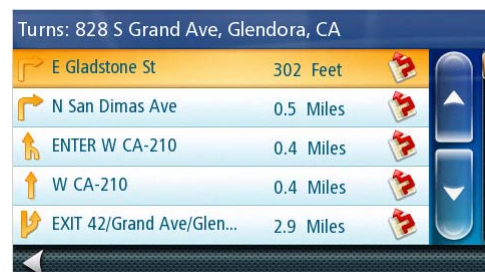 Turns: 828 S Grand Ave, Glendora, CA
E Gladstone St 302 Feet
N San Dimas Ave 0.5 Miles
ENTER W CA-210 0.4 Miles
W CA-210 0.4 Miles
EXIT 42/Grand Ave/Glen... 2.9 Miles